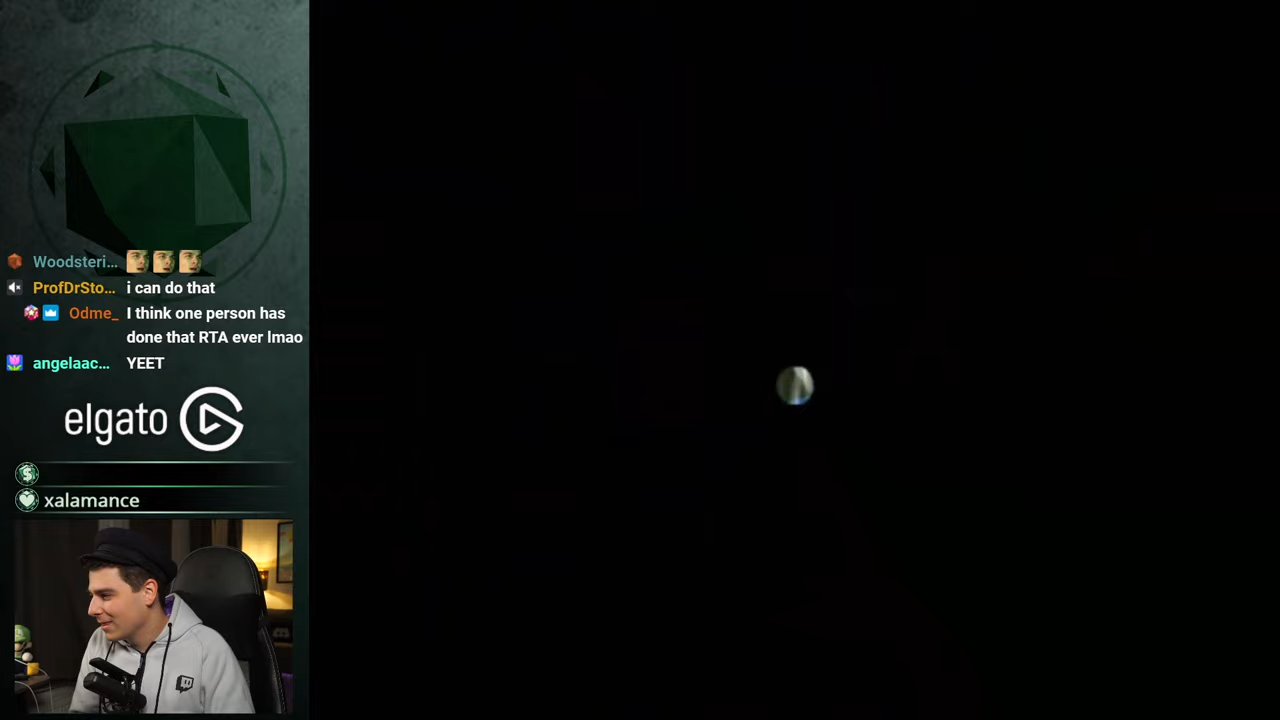 Woodsteri...
ProfDrSto... i can do that
Odme_ I think one person has
done that RTA ever lmao
angelaac... YEET
elgato
$
xalamance